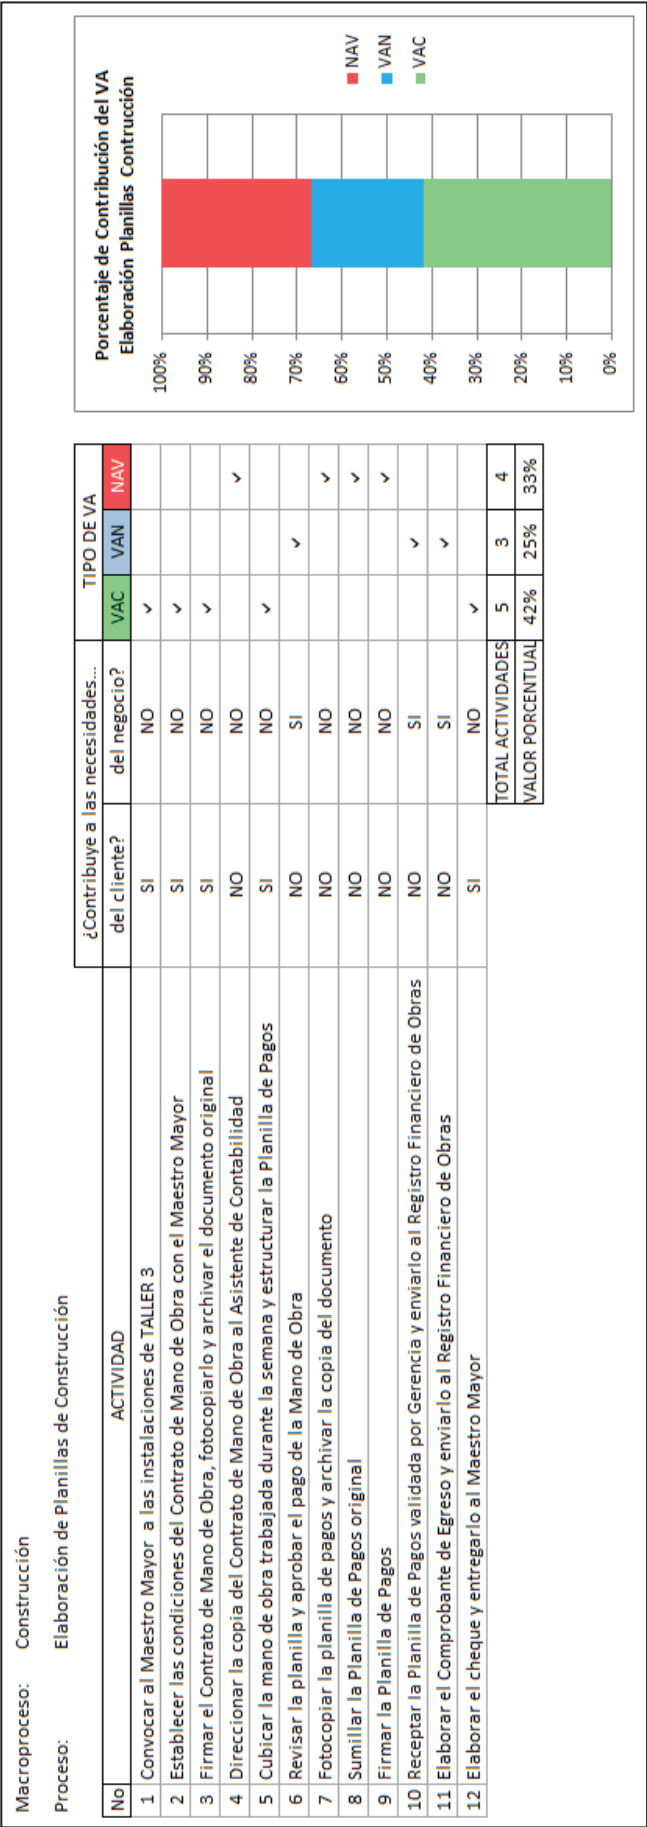 Macroproceso: Construcción
Proceso: Elaboración de Planillas de Construcción
¿Contribuye a las necesidades... TIPO DE VA
No ACTIVIDAD del cliente? del negocio? VAC VAN NAV
1 Convocar al Maestro Mayor a las instalaciones de TALLER 3 SI NO ✓
2 Establecer las condiciones del Contrato de Mano de Obra con el Maestro Mayor SI NO ✓
3 Firmar el Contrato de Mano de Obra, fotocopiarlo y archivar el documento original SI NO ✓
4 Direccionar la copia del Contrato de Mano de Obra al Asistente de Contabilidad NO NO ✓
5 Cubicar la mano de obra trabajada durante la semana y estructurar la Planilla de Pagos SI NO ✓
6 Revisar la planilla y aprobar el pago de la Mano de Obra NO SI ✓
7 Fotocopiar la planilla de pagos y archivar la copia del documento NO NO ✓
8 Sumillar la Planilla de Pagos original NO NO ✓
9 Firmar la Planilla de Pagos NO NO ✓
10 Receptar la Planilla de Pagos validada por Gerencia y enviarlo al Registro Financiero de Obras NO SI ✓
11 Elaborar el Comprobante de Egreso y enviarlo al Registro Financiero de Obras NO SI ✓
12 Elaborar el cheque y entregarlo al Maestro Mayor SI NO ✓
TOTAL ACTIVIDADES 5 3 4
VALOR PORCENTUAL 42% 25% 33%
Porcentaje de Contribución del VA
Elaboración Planillas Contrucción
100%
90%
80%
70%
60%
50%
40%
30%
20%
10%
0%
NAV
VAN
VAC